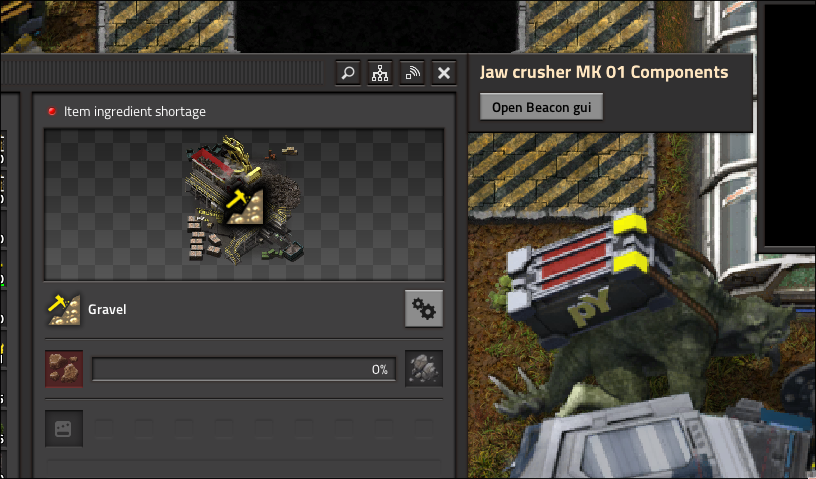 Jaw crusher MK 01 Components
Open Beacon gui
Item ingredient shortage
Gravel
0%
pY